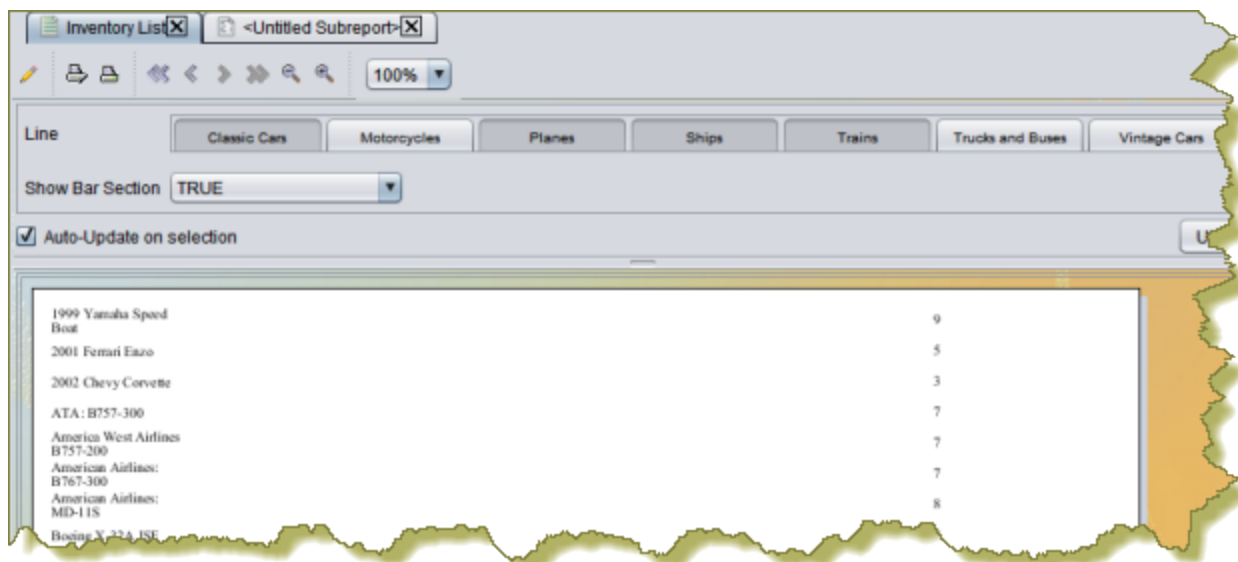 Inventory List
<Untitled Subreport>
100%
Line
Classic Cars
Motorcycles
Planes
Ships
Trains
Trucks and Buses
Vintage Cars
Show Bar Section
TRUE
Auto-Update on selection
1999 Yamaha Speed
Boat
9
2001 Ferrari Enzo
5
2002 Chevy Corvette
3
ATA: B757-300
7
America West Airlines
B757-200
7
American Airlines:
B767-300
7
American Airlines:
MD-11S
8
Boeing X-32A JSF